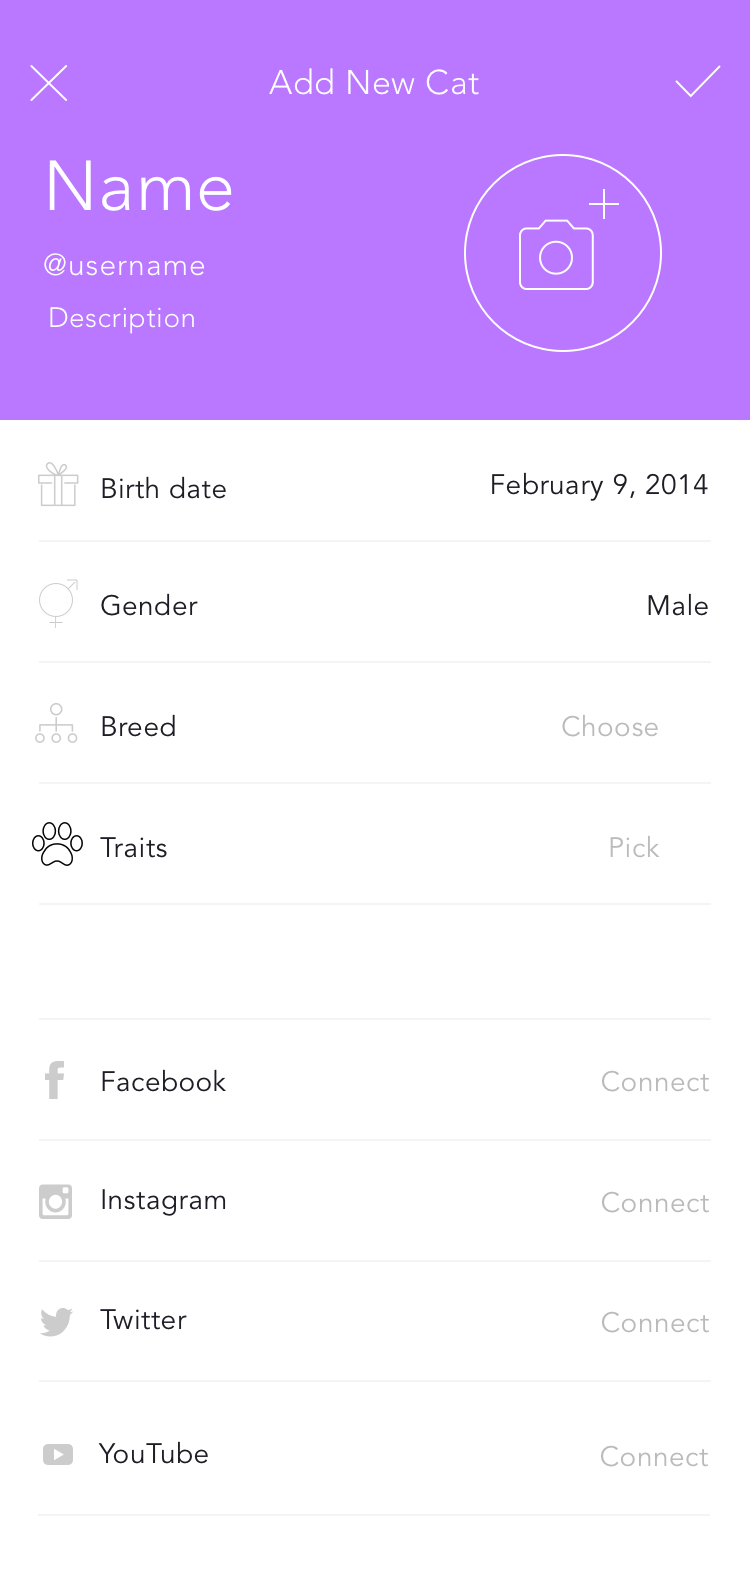 Add New Cat
Name
@username
Description
Birth date February 9, 2014
Gender Male
Breed Choose
Traits Pick
Facebook Connect
Instagram Connect
Twitter Connect
YouTube Connect